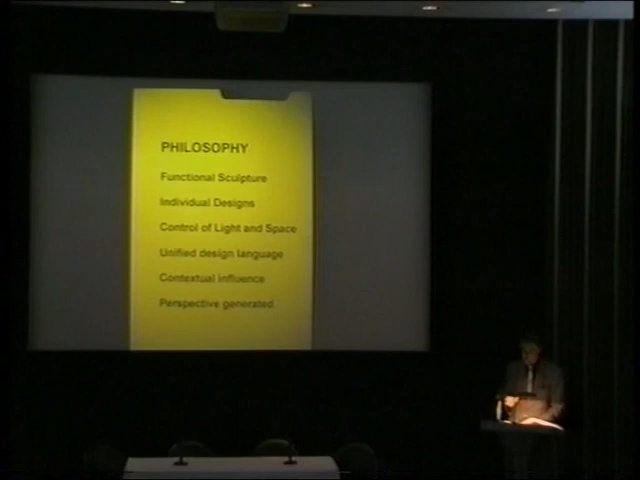 PHILOSOPHY
Functional Sculpture
Individual Designs
Control of Light and Space
Unified design language
Contextual influence
Perspective generated